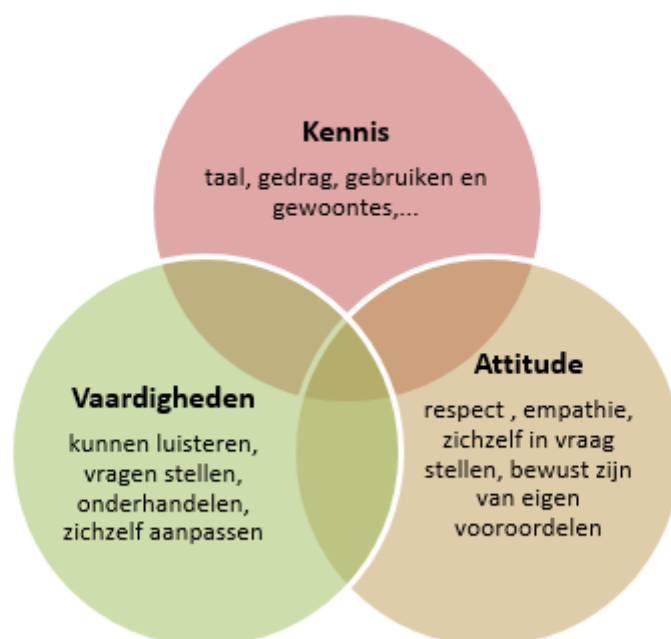 Kennis
taal, gedrag, gebruiken en
gewoontes,...
Vaardigheden
kunnen luisteren,
vragen stellen,
onderhandelen,
zichzelf aanpassen
Attitude
respect , empathie,
zichzelf in vraag
stellen, bewust zijn
van eigen
vooroordelen